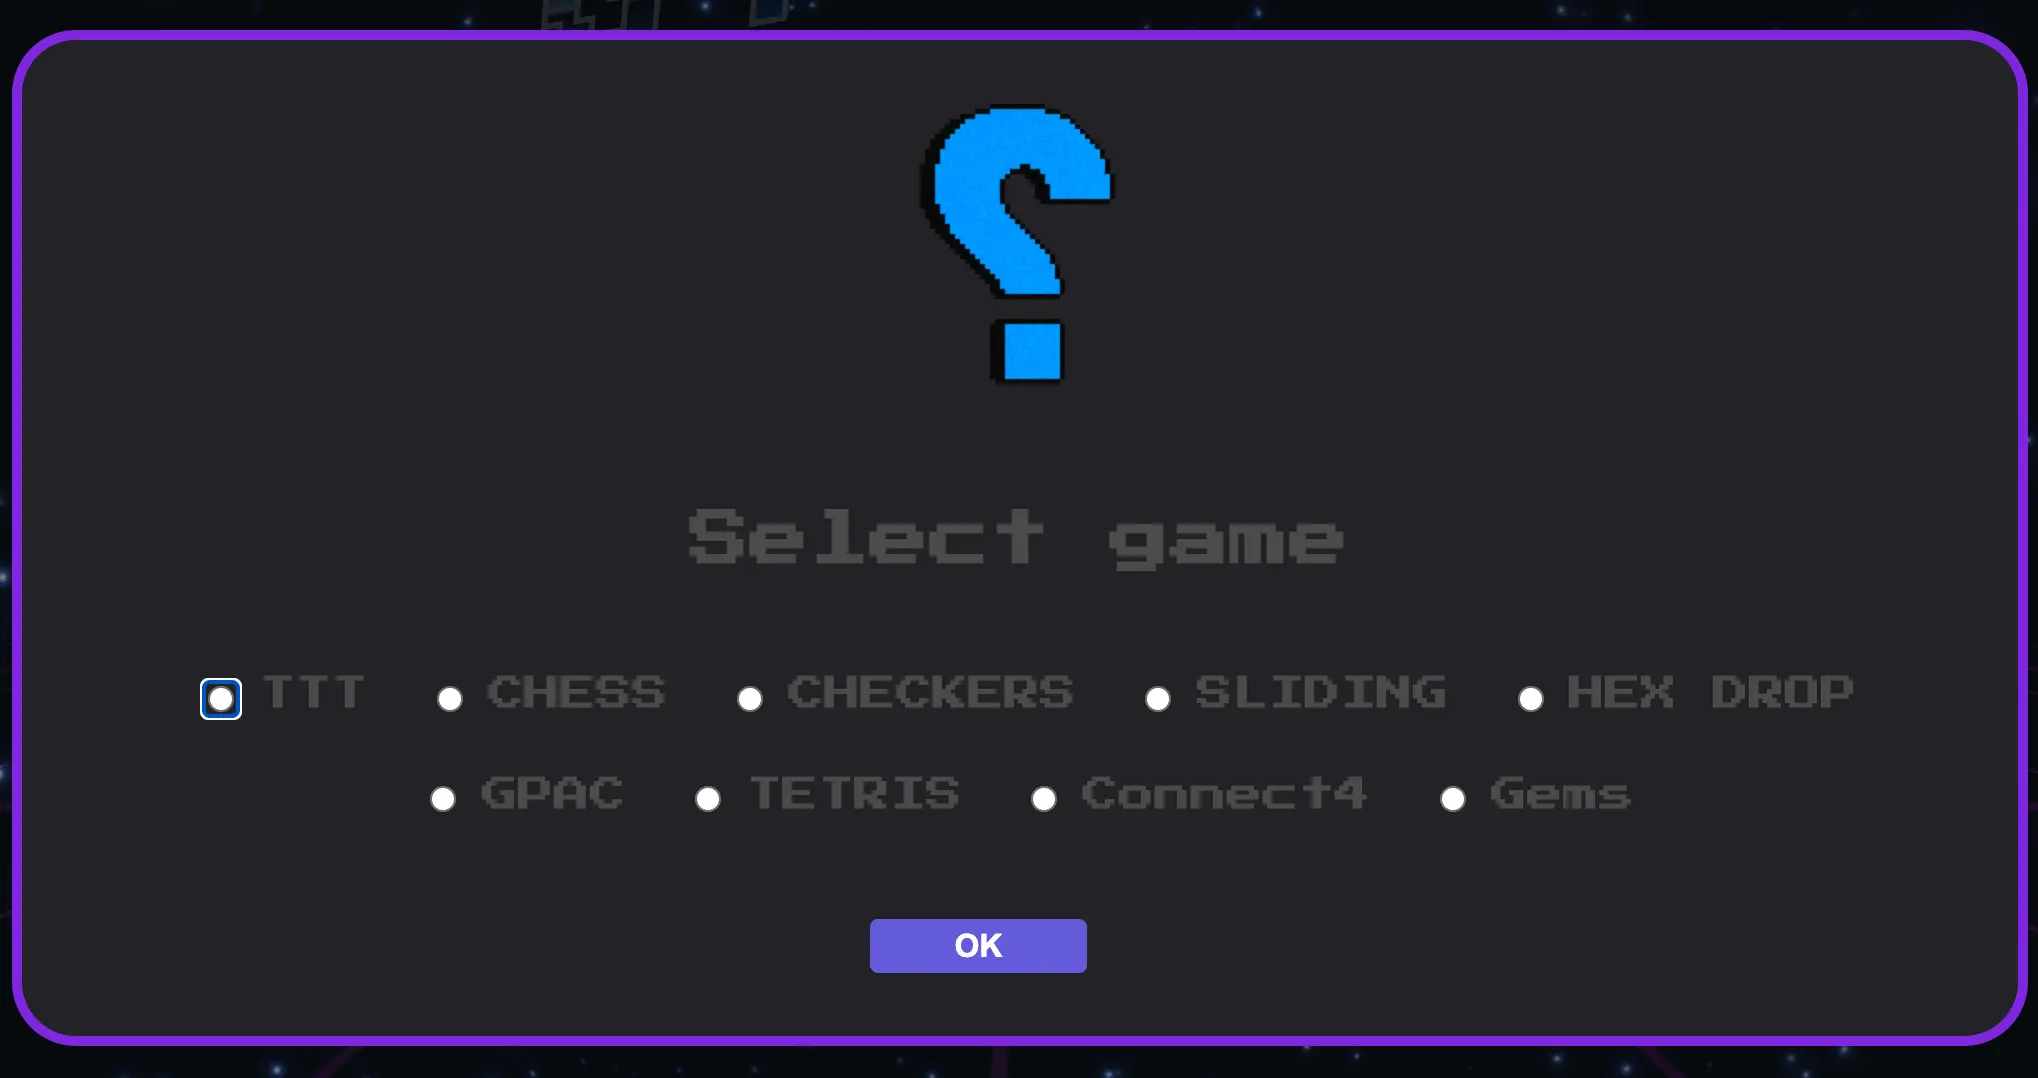 ?
Select game
TTT CHESS CHECKERS SLIDING HEX DROP
GPAC TETRIS Connect4 Gems
OK